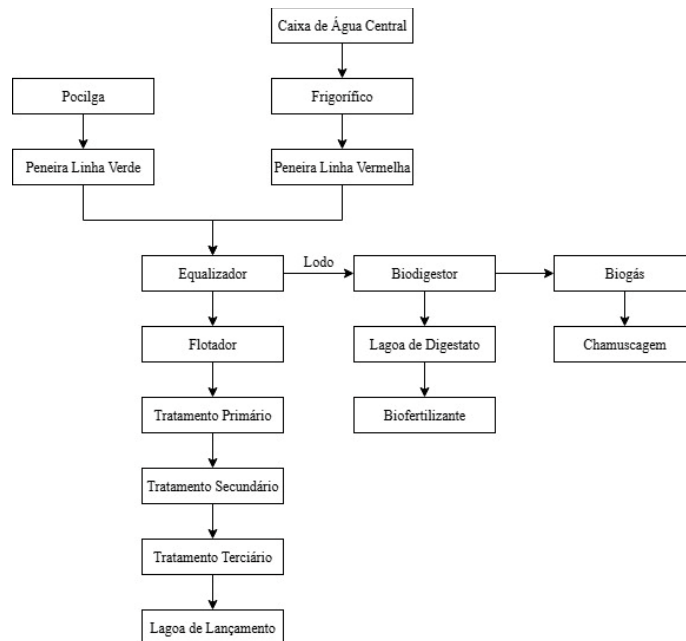 Caixa de Água Central
Pocilga
Frigorífico
Peneira Linha Verde
Peneira Linha Vermelha
Lodo
Equalizador
Biodigestor
Biogás
Flotador
Lagoa de Digestato
Chamuscagem
Tratamento Primário
Biofertilizante
Tratamento Secundário
Tratamento Terciário
Lagoa de Lançamento